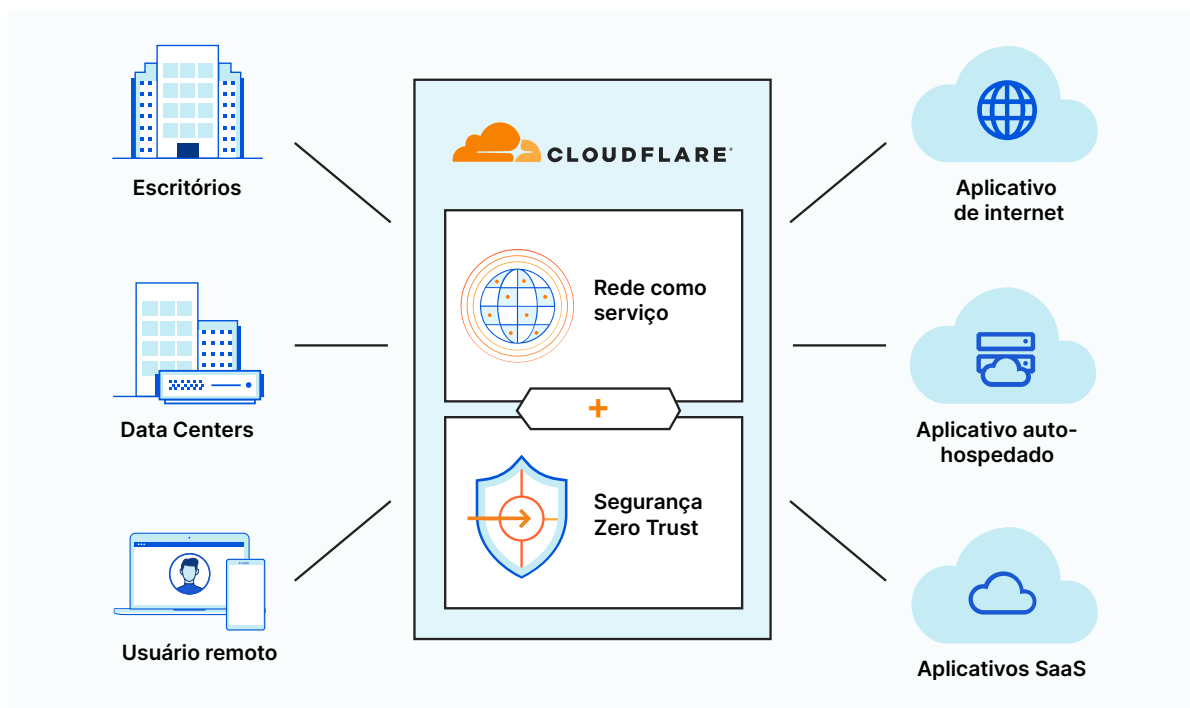 Escritórios
Data Centers
Usuário remoto
CLOUDFLARE®
Rede como
serviço
+
Segurança
Zero Trust
Aplicativo
de internet
Aplicativo auto-
hospedado
Aplicativos SaaS